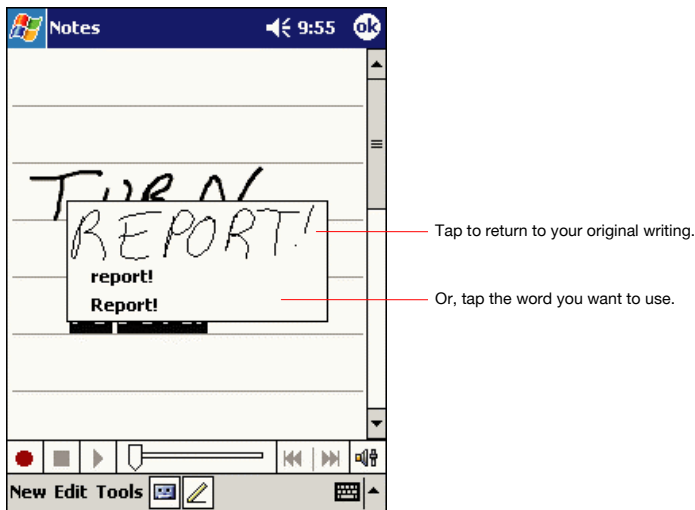 Notes 9:55 ok
TURN
REPORT!
Tap to return to your original writing.
report!
Or, tap the word you want to use.
Report!
New Edit Tools